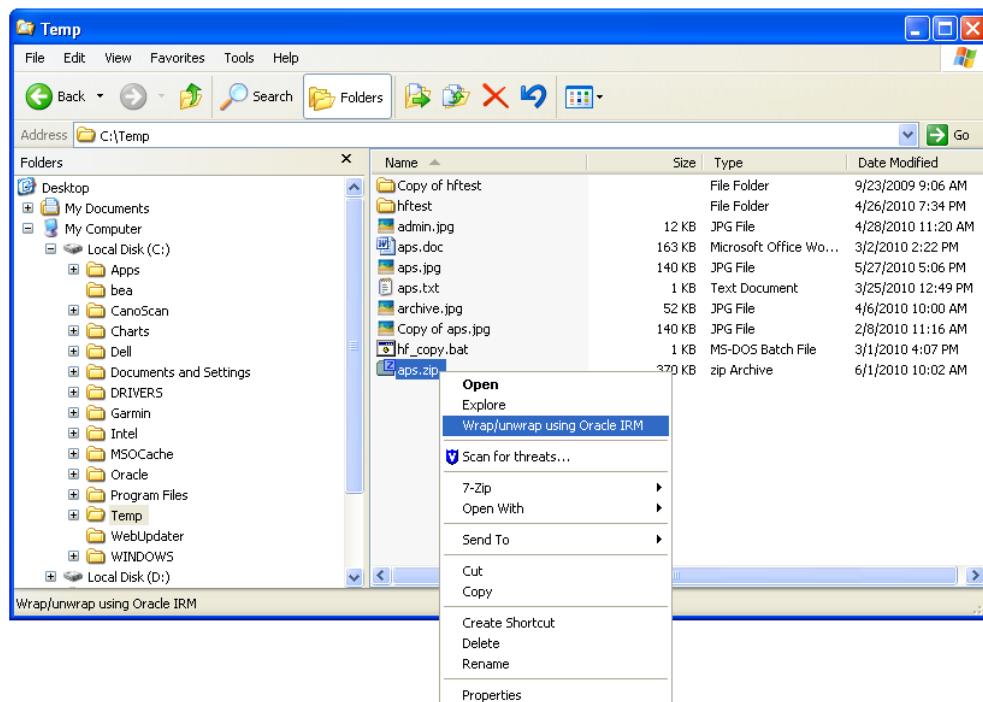 Temp
File Edit View Favorites Tools Help
Back Search Folders
Address C:\Temp Go
Folders
Desktop
My Documents
My Computer
Local Disk (C:)
Apps
bea
CanoScan
Charts
Dell
Documents and Settings
DRIVERS
Garmin
Intel
MSOCache
Oracle
Program Files
Temp
WebUpdater
WINDOWS
Local Disk (D:)
Name Size Type Date Modified
Copy of hftest File Folder 9/23/2009 9:06 AM
hftest File Folder 4/26/2010 7:34 PM
admin.jpg 12 KB JPG File 4/28/2010 11:20 AM
aps.doc 163 KB Microsoft Office Wo... 3/2/2010 2:22 PM
aps.jpg 140 KB JPG File 5/27/2010 5:06 PM
aps.txt 1 KB Text Document 3/25/2010 12:49 PM
archive.jpg 52 KB JPG File 4/6/2010 10:00 AM
Copy of aps.jpg 140 KB JPG File 2/8/2010 11:16 AM
hf_copy.bat 1 KB MS-DOS Batch File 3/1/2010 4:07 PM
aps.zip 370 KB zip Archive 6/1/2010 10:02 AM
Open
Explore
Wrap/unwrap using Oracle IRM
Scan for threats...
7-Zip
Open With
Send To
Cut
Copy
Create Shortcut
Delete
Rename
Properties
Wrap/unwrap using Oracle IRM